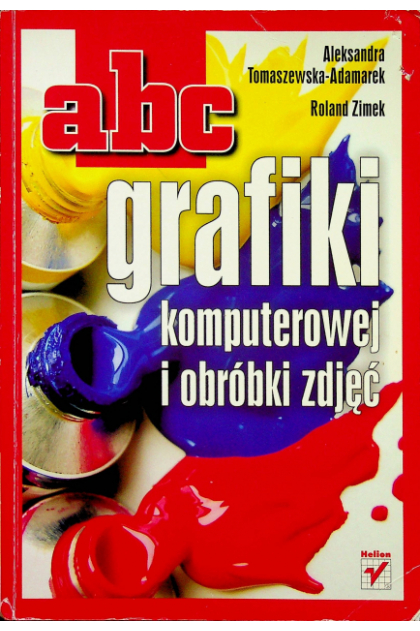 Aleksandra
Tomaszewska-Adamarek
Roland Zimek
abc
grafiki
komputerowej
i obróbki zdjęć
Helion